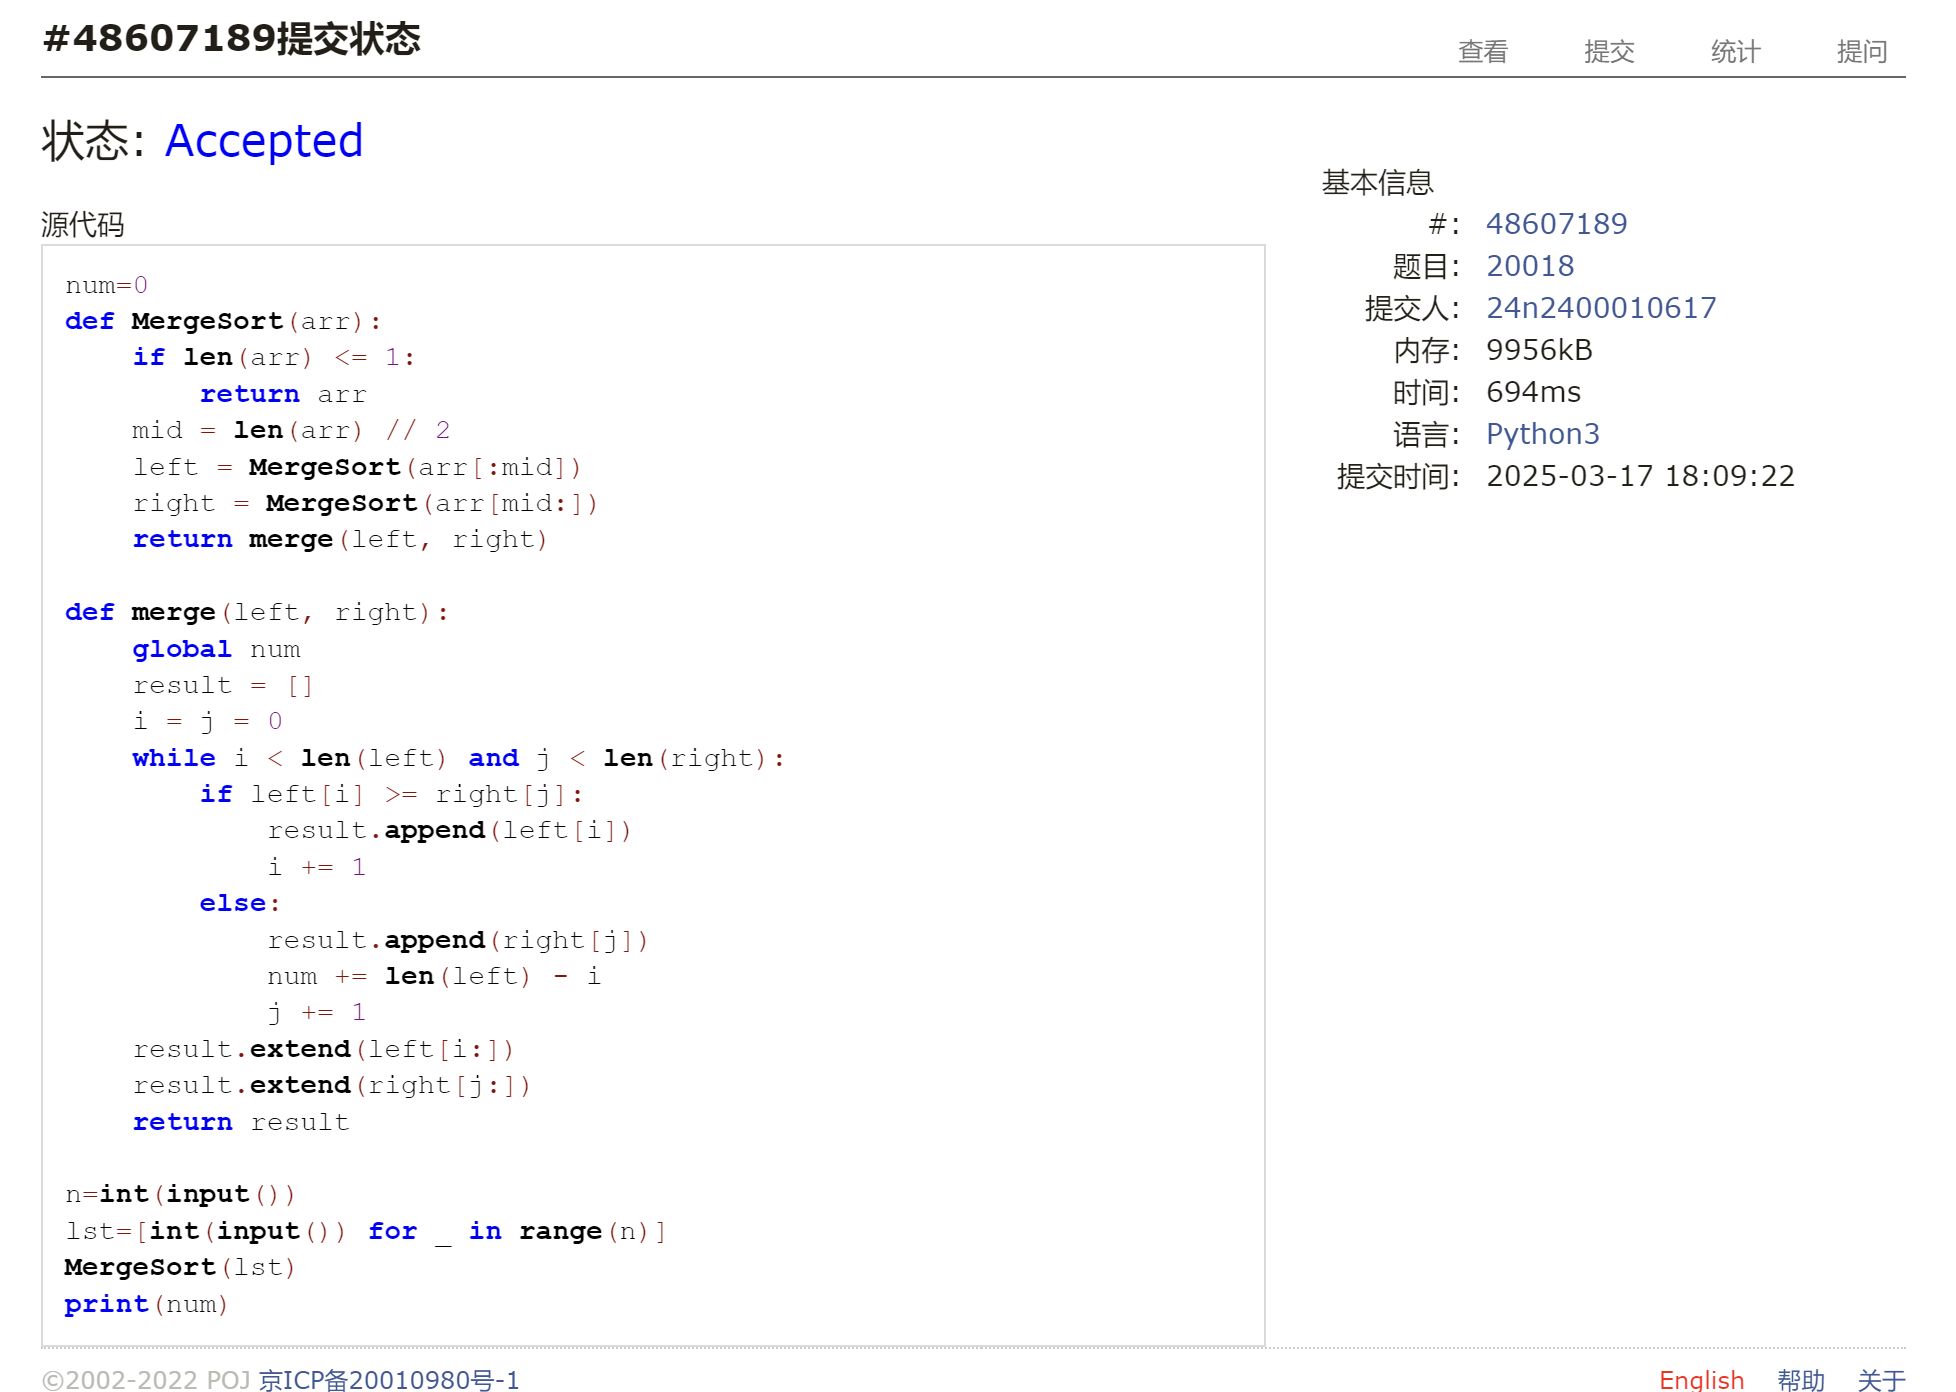 #48607189提交状态
查看 提交 统计 提问
状态: Accepted
源代码
num=0
def MergeSort(arr):
    if len(arr) <= 1:
        return arr
    mid = len(arr) // 2
    left = MergeSort(arr[:mid])
    right = MergeSort(arr[mid:])
    return merge(left, right)

def merge(left, right):
    global num
    result = []
    i = j = 0
    while i < len(left) and j < len(right):
        if left[i] >= right[j]:
            result.append(left[i])
            i += 1
        else:
            result.append(right[j])
            num += len(left) - i
            j += 1
    result.extend(left[i:])
    result.extend(right[j:])
    return result

n=int(input())
lst=[int(input()) for _ in range(n)]
MergeSort(lst)
print(num)
基本信息
#: 48607189
题目: 20018
提交人: 24n2400010617
内存: 9956kB
时间: 694ms
语言: Python3
提交时间: 2025-03-17 18:09:22
©2002-2022 POJ 京ICP备20010980号-1
English 帮助 关于